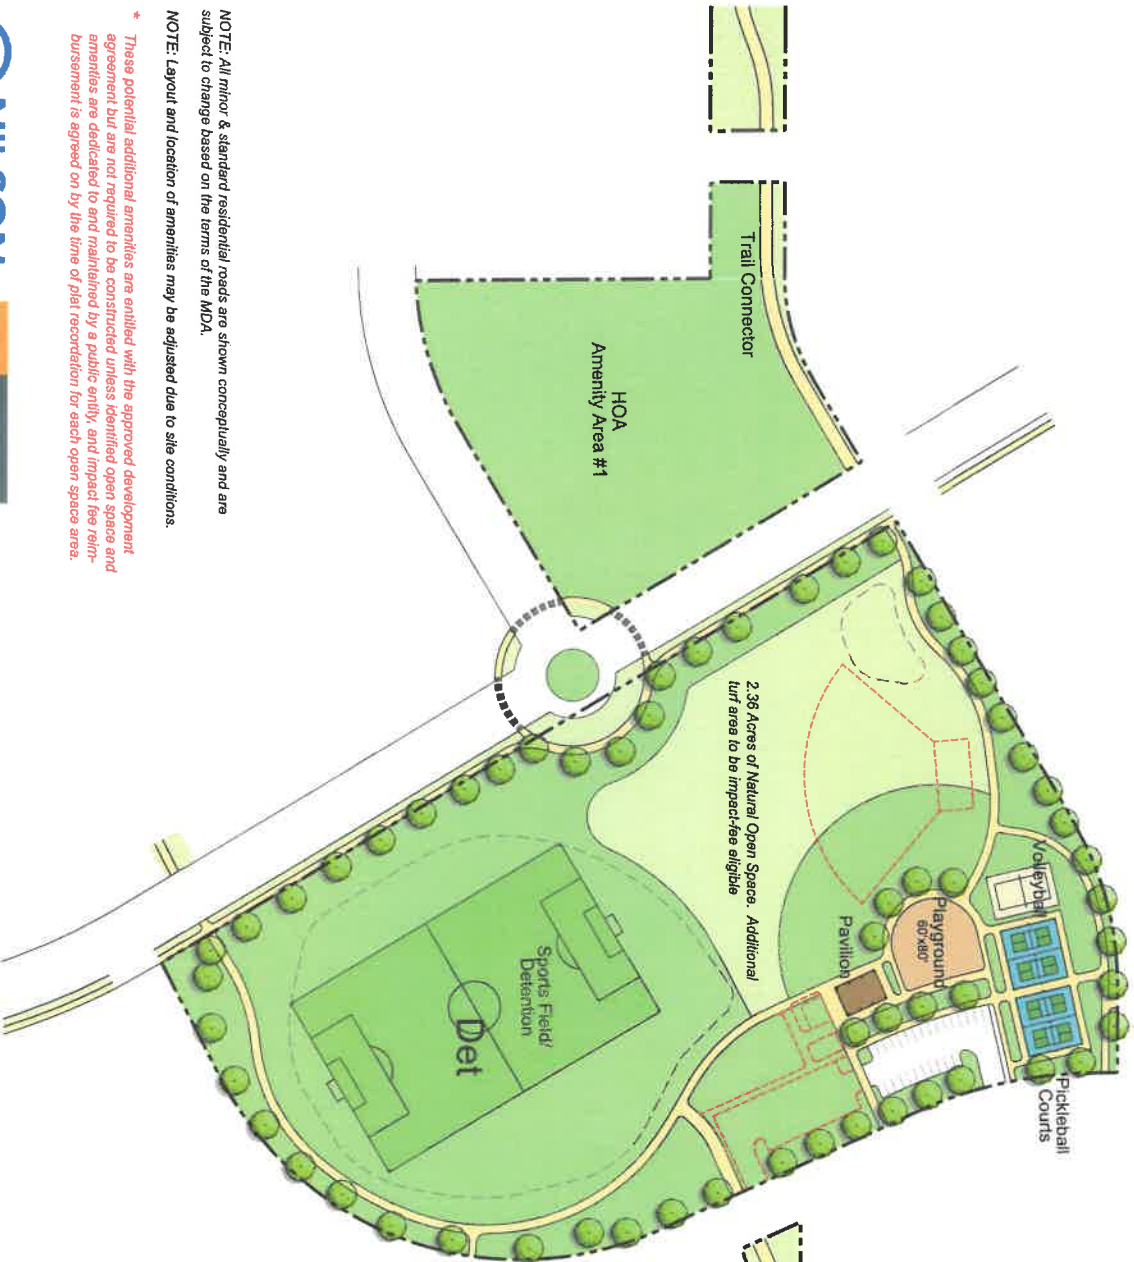 Trail Connector
HOA
Amenity Area #1
2.36 Acres of Natural Open Space. Additional
turf area to be impact-fee eligible
Volleyball
Playground
60'x80'
Pavilion
Pickleball
Courts
Sports Field/
Detention
Det
NOTE: All minor & standard residential roads are shown conceptually and are
subject to change based on the terms of the MDA.
NOTE: Layout and location of amenities may be adjusted due to site conditions.
* These potential additional amenities are entitled with the approved development
agreement but are not required to be constructed unless identified open space and
amenties are dedicated to and maintained by a public entity, and impact fee reim-
bursement is agreed on by the time of plat recordation for each open space area.